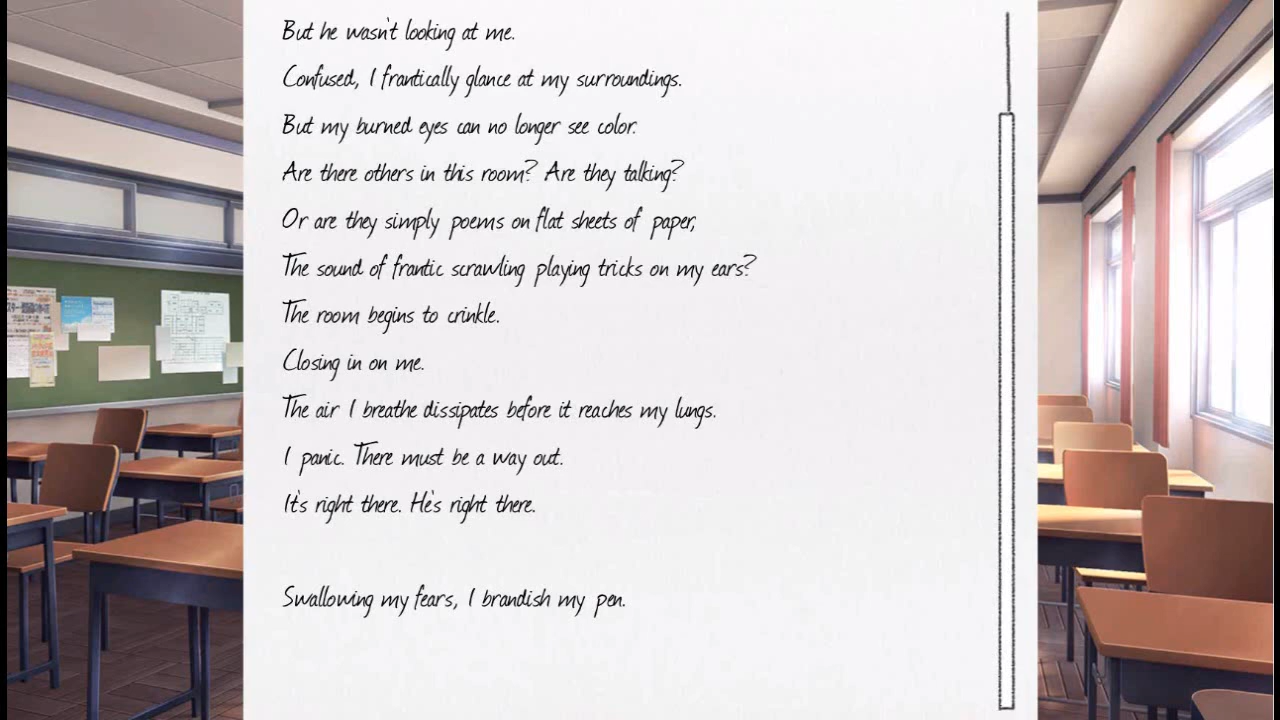 But he wasn't looking at me.
Confused, I frantically glance at my surroundings.
But my burned eyes can no longer see color.
Are there others in this room? Are they talking?
Or are they simply poems on flat sheets of paper,
The sound of frantic scrawling playing tricks on my ears?
The room begins to crinkle.
Closing in on me.
The air I breathe dissipates before it reaches my lungs.
I panic. There must be a way out.
It's right there. He's right there.
Swallowing my fears, I brandish my pen.